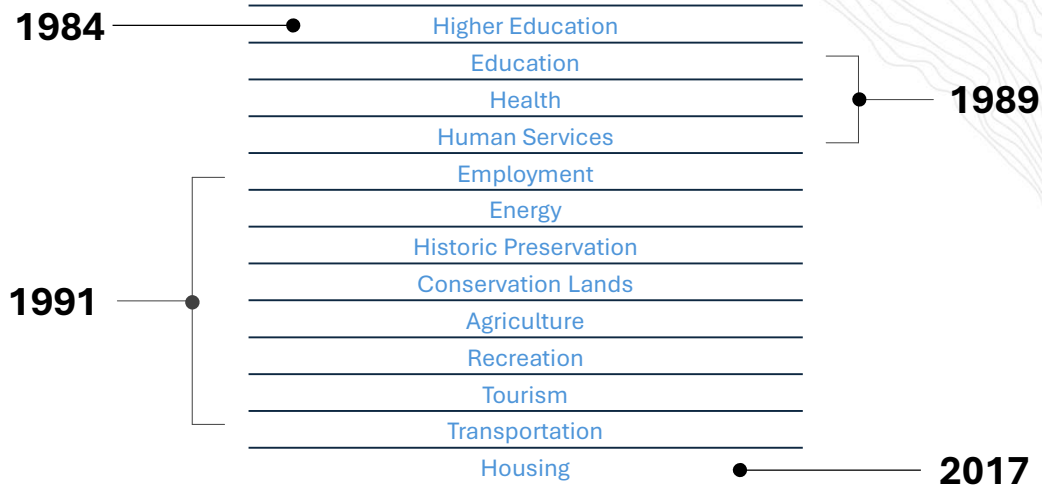 1984
Higher Education
Education
Health
1989
Human Services
Employment
Energy
Historic Preservation
Conservation Lands
1991
Agriculture
Recreation
Tourism
Transportation
Housing
2017